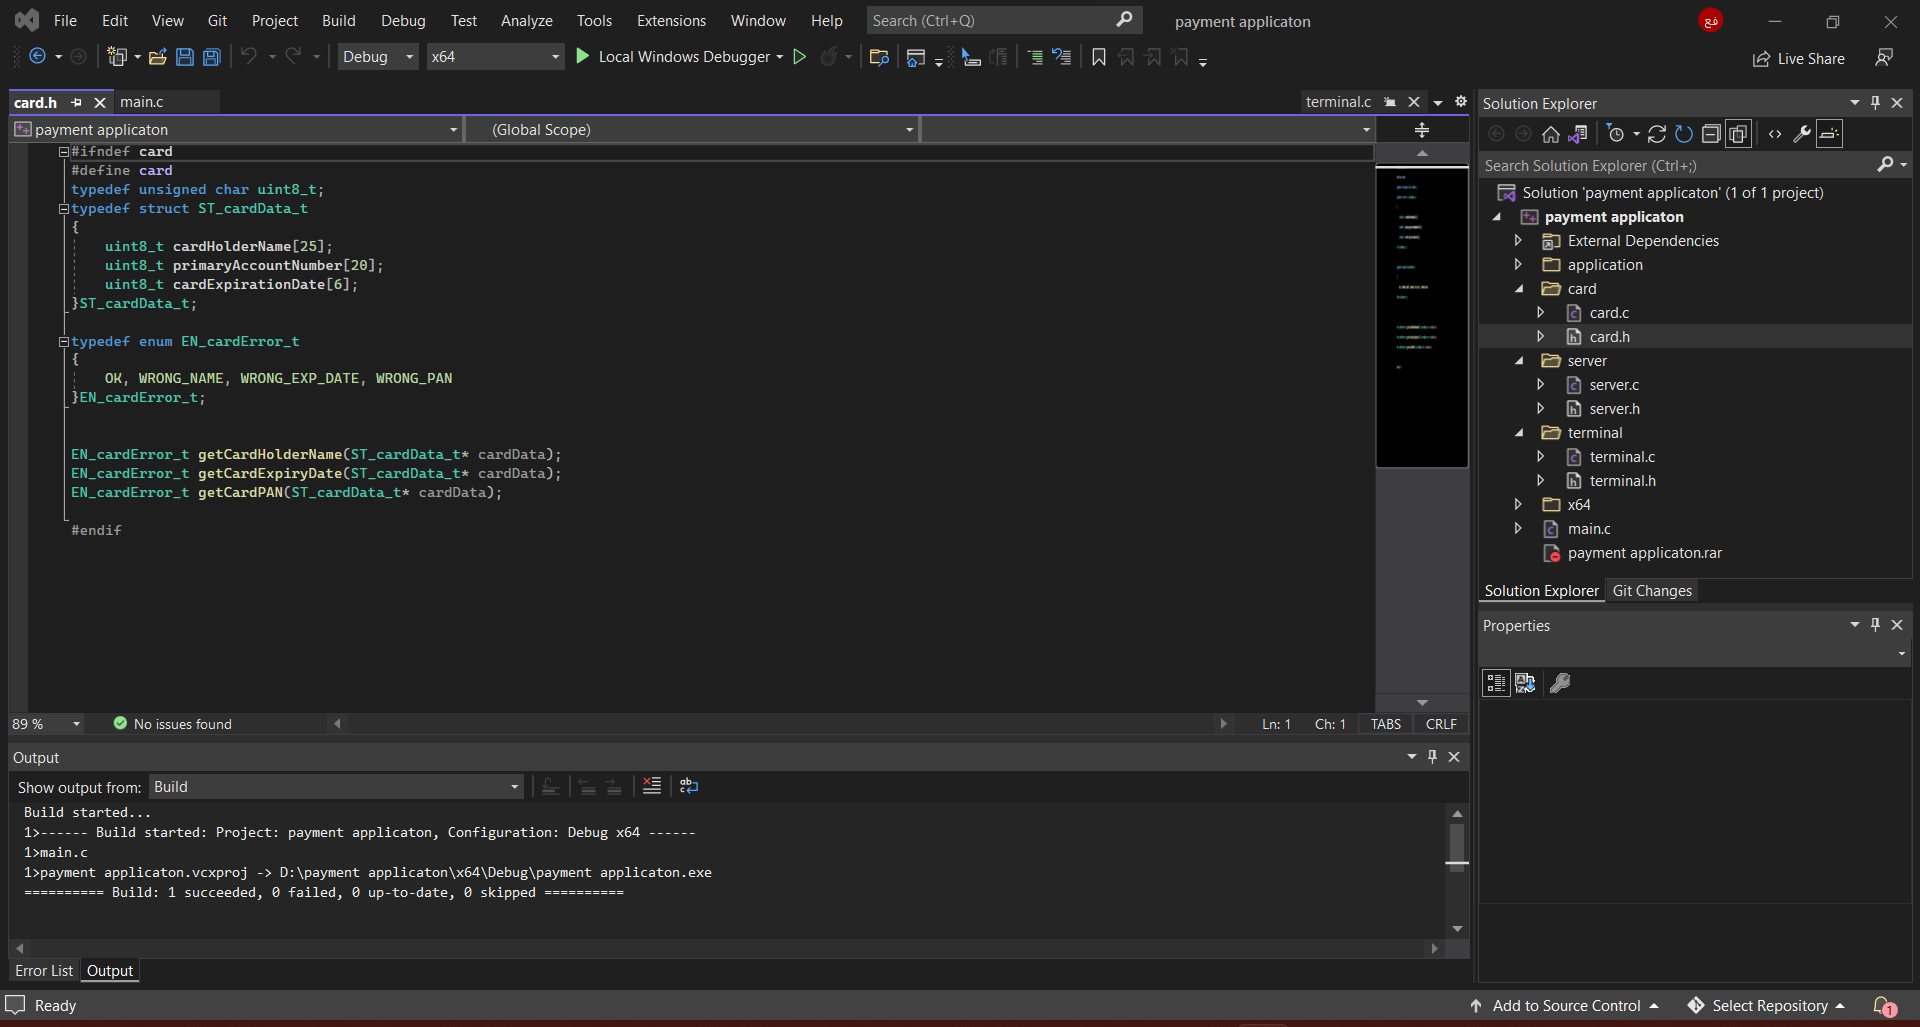 File Edit View Git Project Build Debug Test Analyze Tools Extensions Window Help Search (Ctrl+Q) payment applicaton فع
Debug x64 Local Windows Debugger Live Share
card.h main.c terminal.c
payment applicaton (Global Scope)
#ifndef card
#define card
typedef unsigned char uint8_t;
typedef struct ST_cardData_t
{
uint8_t cardHolderName[25];
uint8_t primaryAccountNumber[20];
uint8_t cardExpirationDate[6];
}ST_cardData_t;
typedef enum EN_cardError_t
{
OK, WRONG_NAME, WRONG_EXP_DATE, WRONG_PAN
}EN_cardError_t;
EN_cardError_t getCardHolderName(ST_cardData_t* cardData);
EN_cardError_t getCardExpiryDate(ST_cardData_t* cardData);
EN_cardError_t getCardPAN(ST_cardData_t* cardData);
#endif
89 % No issues found Ln: 1 Ch: 1 TABS CRLF
Output
Show output from: Build
Build started...
1>------ Build started: Project: payment applicaton, Configuration: Debug x64 ------
1>main.c
1>payment applicaton.vcxproj -> D:\payment applicaton\x64\Debug\payment applicaton.exe
========== Build: 1 succeeded, 0 failed, 0 up-to-date, 0 skipped ==========
Error List Output
Solution Explorer
Search Solution Explorer (Ctrl+;)
Solution 'payment applicaton' (1 of 1 project)
payment applicaton
External Dependencies
application
card
card.c
card.h
server
server.c
server.h
terminal
terminal.c
terminal.h
x64
main.c
payment applicaton.rar
Solution Explorer Git Changes
Properties
Ready Add to Source Control Select Repository 1